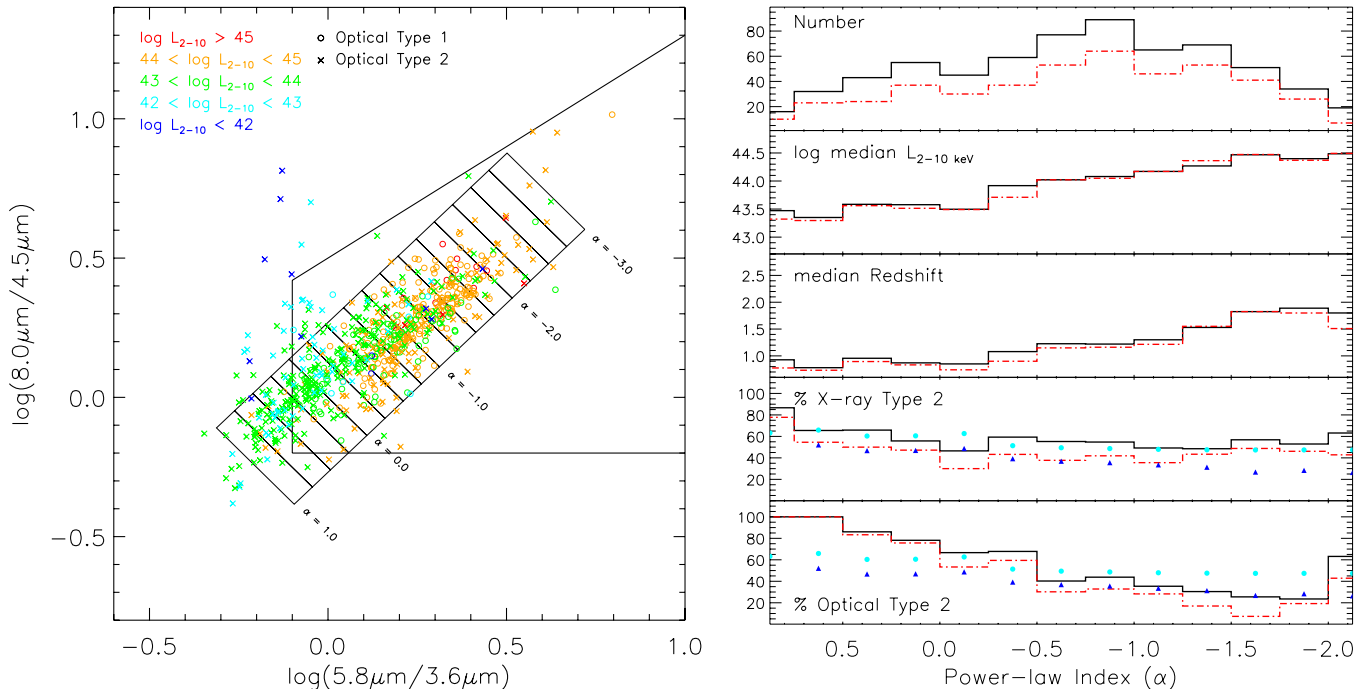 log L2-10 > 45
44 < log L2-10 < 45
43 < log L2-10 < 44
42 < log L2-10 < 43
log L2-10 < 42
Optical Type 1
Optical Type 2
1.0
0.5
0.0
−0.5
log(8.0μm/4.5μm)
−0.5
0.0
0.5
1.0
log(5.8μm/3.6μm)
α = −3.0
α = −2.0
α = −1.0
α = 0.0
α = 1.0
Number
80
60
40
20
log median L2-10 keV
44.5
44.0
43.5
43.0
median Redshift
2.5
2.0
1.5
1.0
% X-ray Type 2
100
80
60
40
20
% Optical Type 2
100
80
60
40
20
0.5
0.0
−0.5
−1.0
−1.5
−2.0
Power-law Index (α)